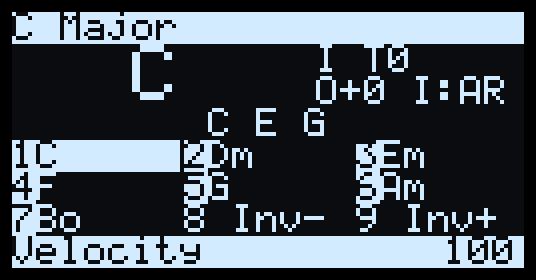 C Major
C I T0
O+0 I:AR
C E G
1C 2Dm 3Em
4F 5G 6Am
7Bo 8 Inv- 9 Inv+
Velocity 100